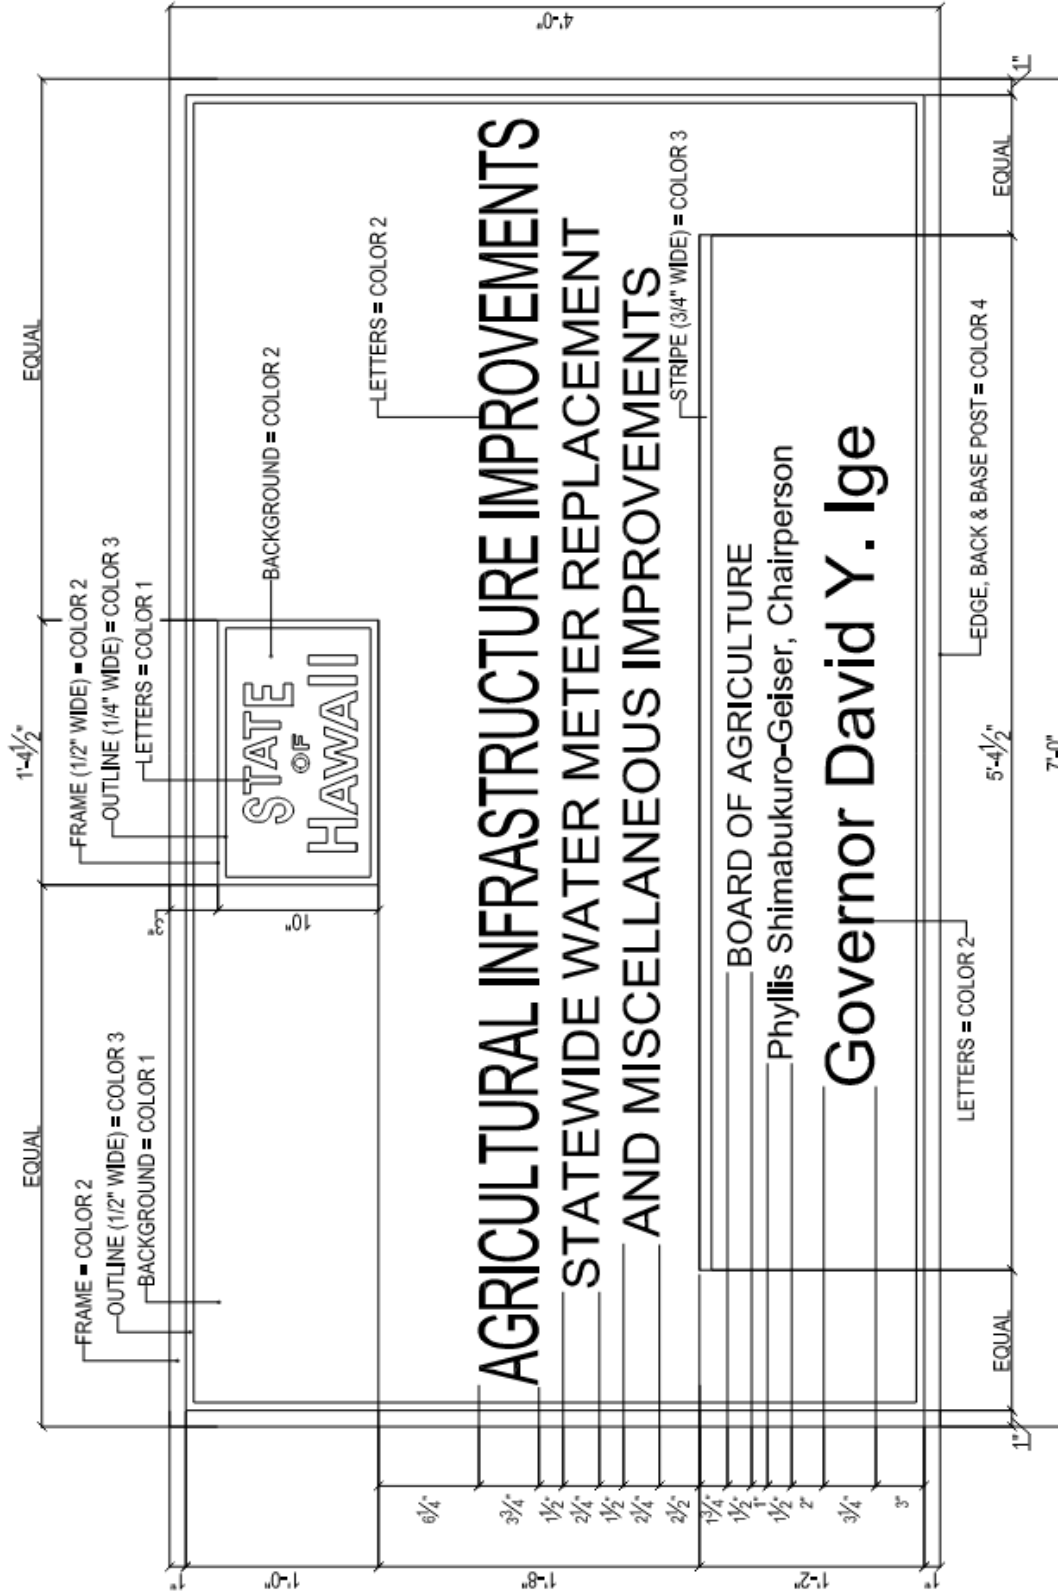 4'-0"
EQUAL
1'-4½"
EQUAL
FRAME = COLOR 2
OUTLINE (1/2" WIDE) = COLOR 3
BACKGROUND = COLOR 1
FRAME (1/2" WIDE) = COLOR 2
OUTLINE (1/4" WIDE) = COLOR 3
LETTERS = COLOR 1
BACKGROUND = COLOR 2
LETTERS = COLOR 2
3"
10"
STATE
OF
HAWAII
AGRICULTURAL INFRASTRUCTURE IMPROVEMENTS
STATEWIDE WATER METER REPLACEMENT
AND MISCELLANEOUS IMPROVEMENTS
STRIPE (3/4" WIDE) = COLOR 3
BOARD OF AGRICULTURE
Phyllis Shimabukuro-Geiser, Chairperson
Governor David Y. Ige
LETTERS = COLOR 2
EDGE, BACK & BASE POST = COLOR 4
1"
1'-0"
1'-8"
1'-2"
1"
6¼"
3¾"
1½"
2¼"
1½"
2¼"
2½"
1¾"
1½"
1"
1½"
2"
3¼"
3"
1"
EQUAL
5'-4½"
EQUAL
1"
7'-0"